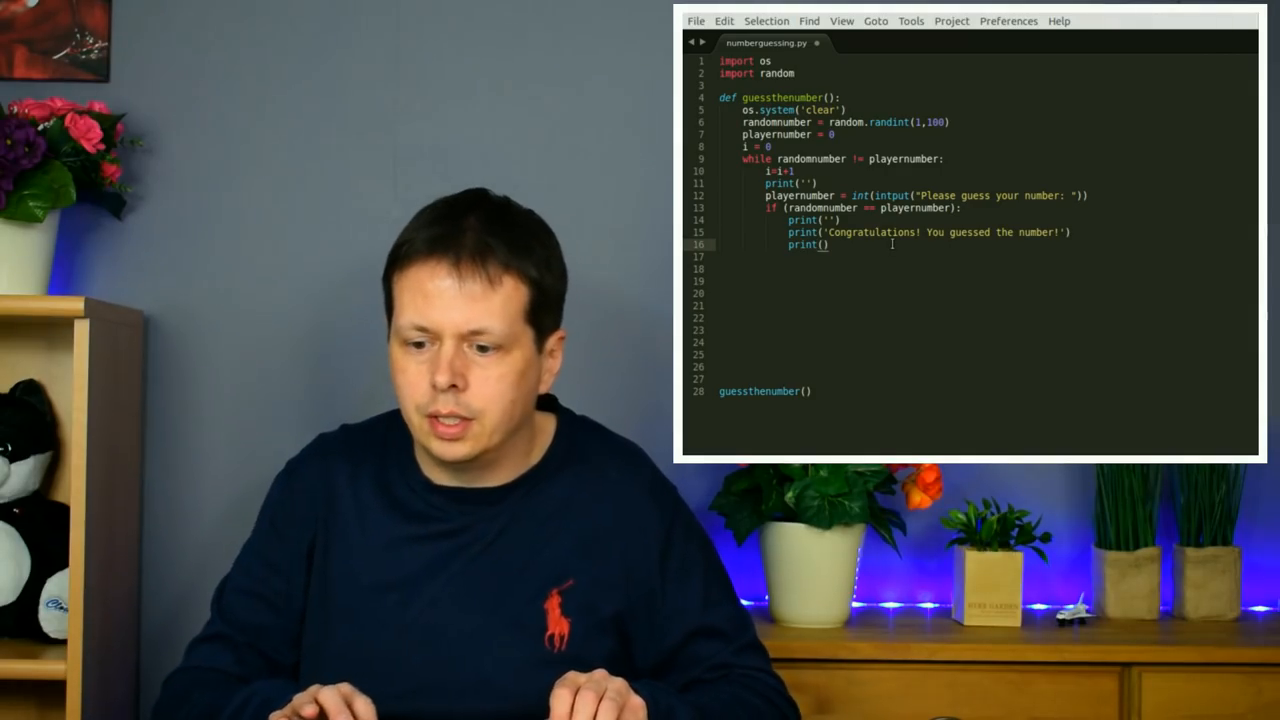 File Edit Selection Find View Goto Tools Project Preferences Help
numberguessing.py
1 import os
2 import random
3
4 def guessthenumber():
5 os.system('clear')
6 randomnumber = random.randint(1,100)
7 playernumber = 0
8 i = 0
9 while randomnumber != playernumber:
10 i=i+1
11 print('')
12 playernumber = int(intput("Please guess your number: "))
13 if (randomnumber == playernumber):
14 print('')
15 print('Congratulations! You guessed the number!')
16 print()
17
18
19
20
21
22
23
24
25
26
27
28 guessthenumber()
HERB GARDEN